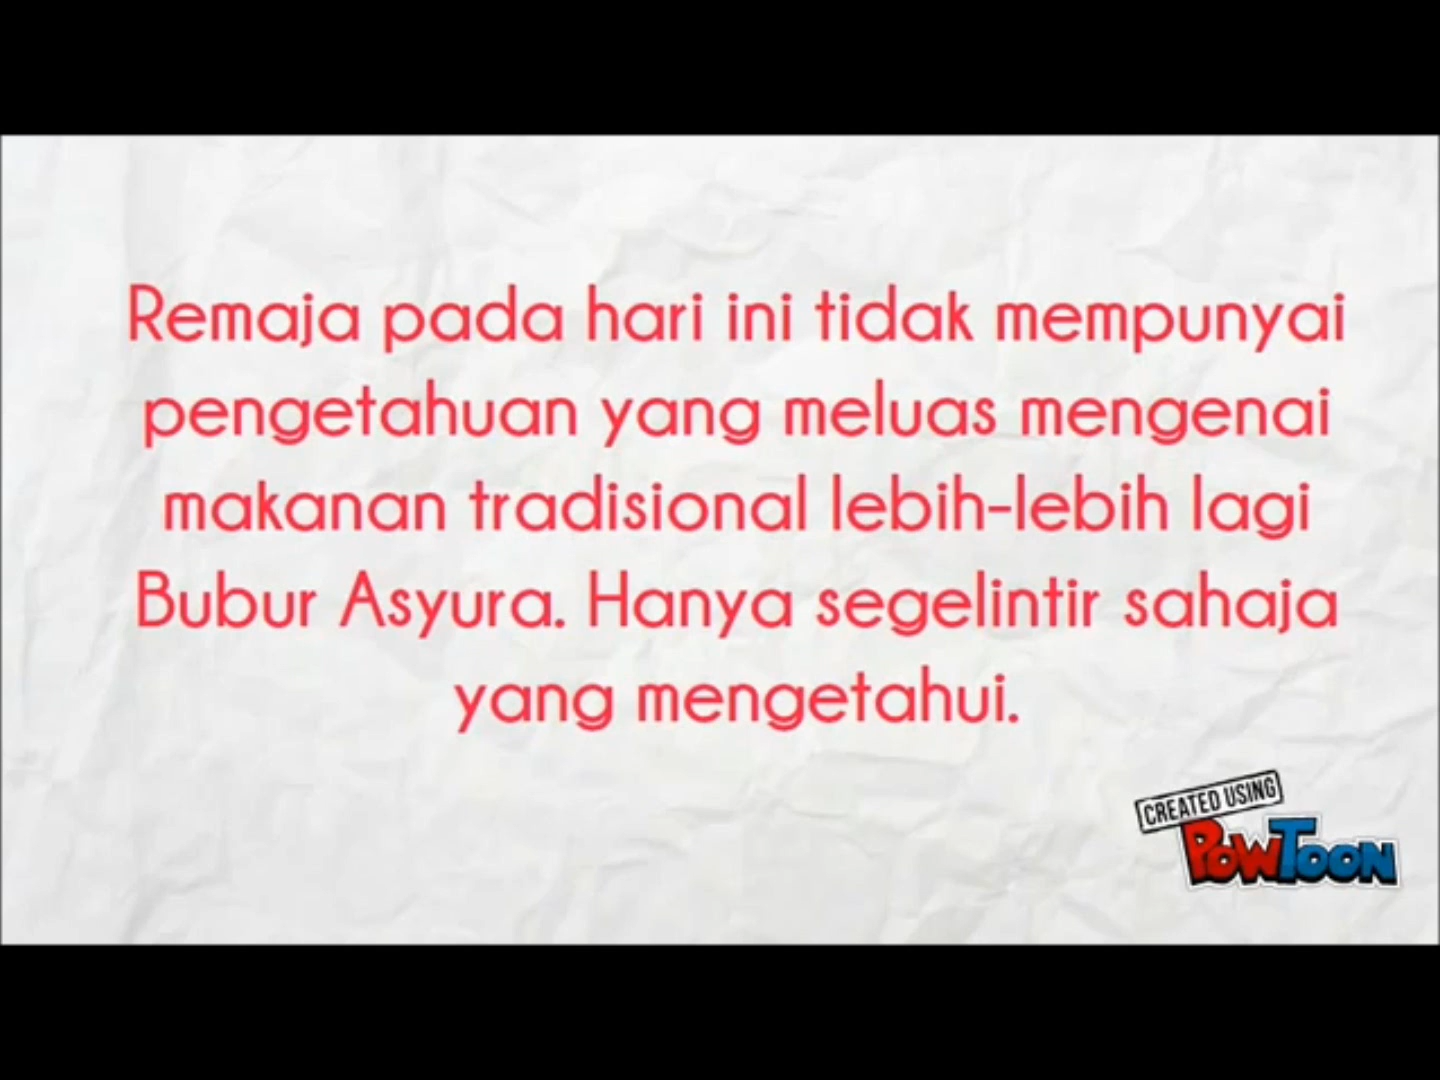 Remaja pada hari ini tidak mempunyai
pengetahuan yang meluas mengenai
makanan tradisional lebih-lebih lagi
Bubur Asyura. Hanya segelintir sahaja
yang mengetahui.
CREATED USING
POWTOON